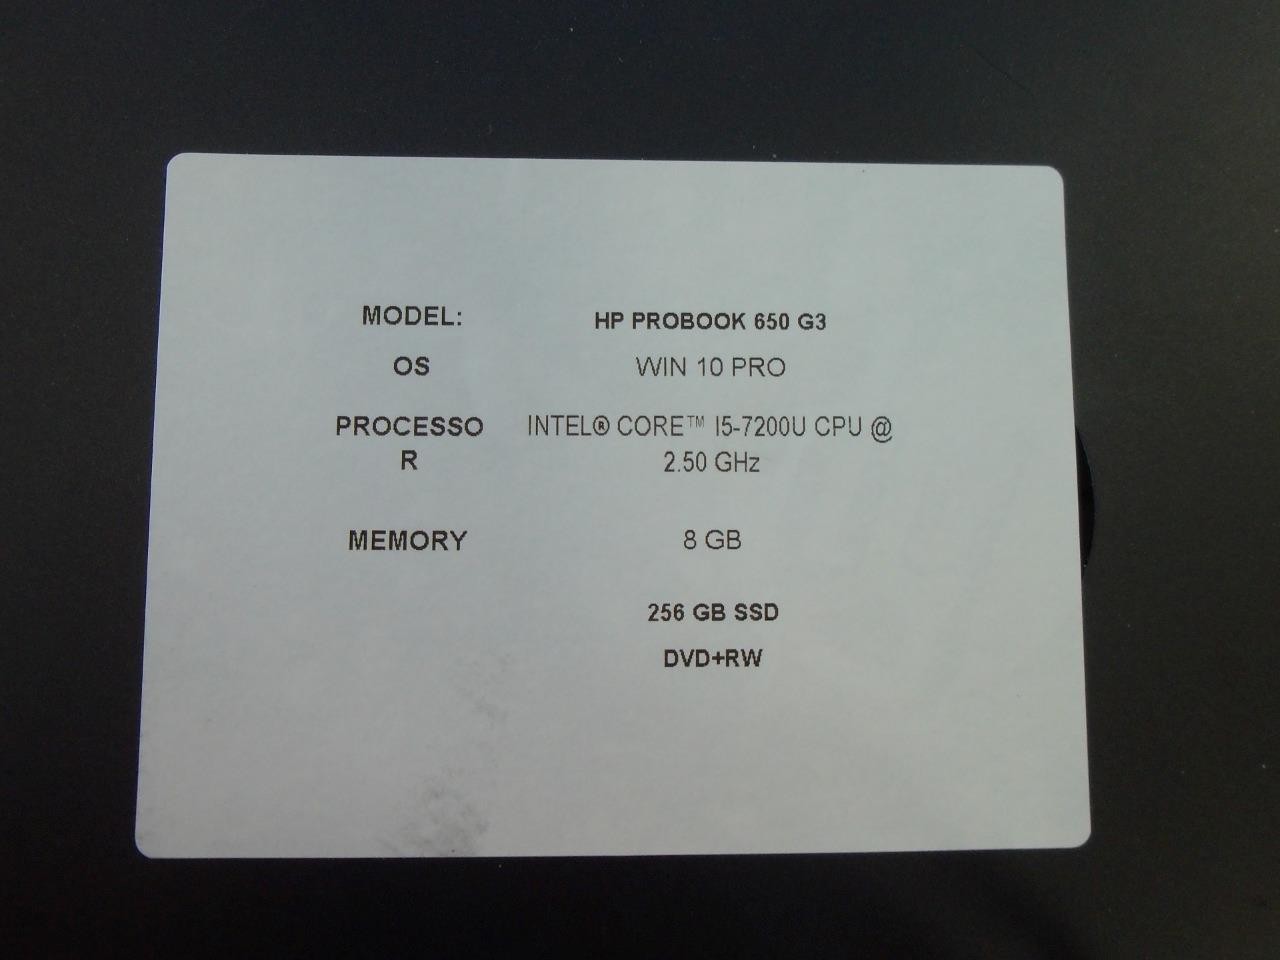 MODEL: HP PROBOOK 650 G3
OS WIN 10 PRO
PROCESSO INTEL® CORE™ I5-7200U CPU @
R 2.50 GHz
MEMORY 8 GB
256 GB SSD
DVD+RW